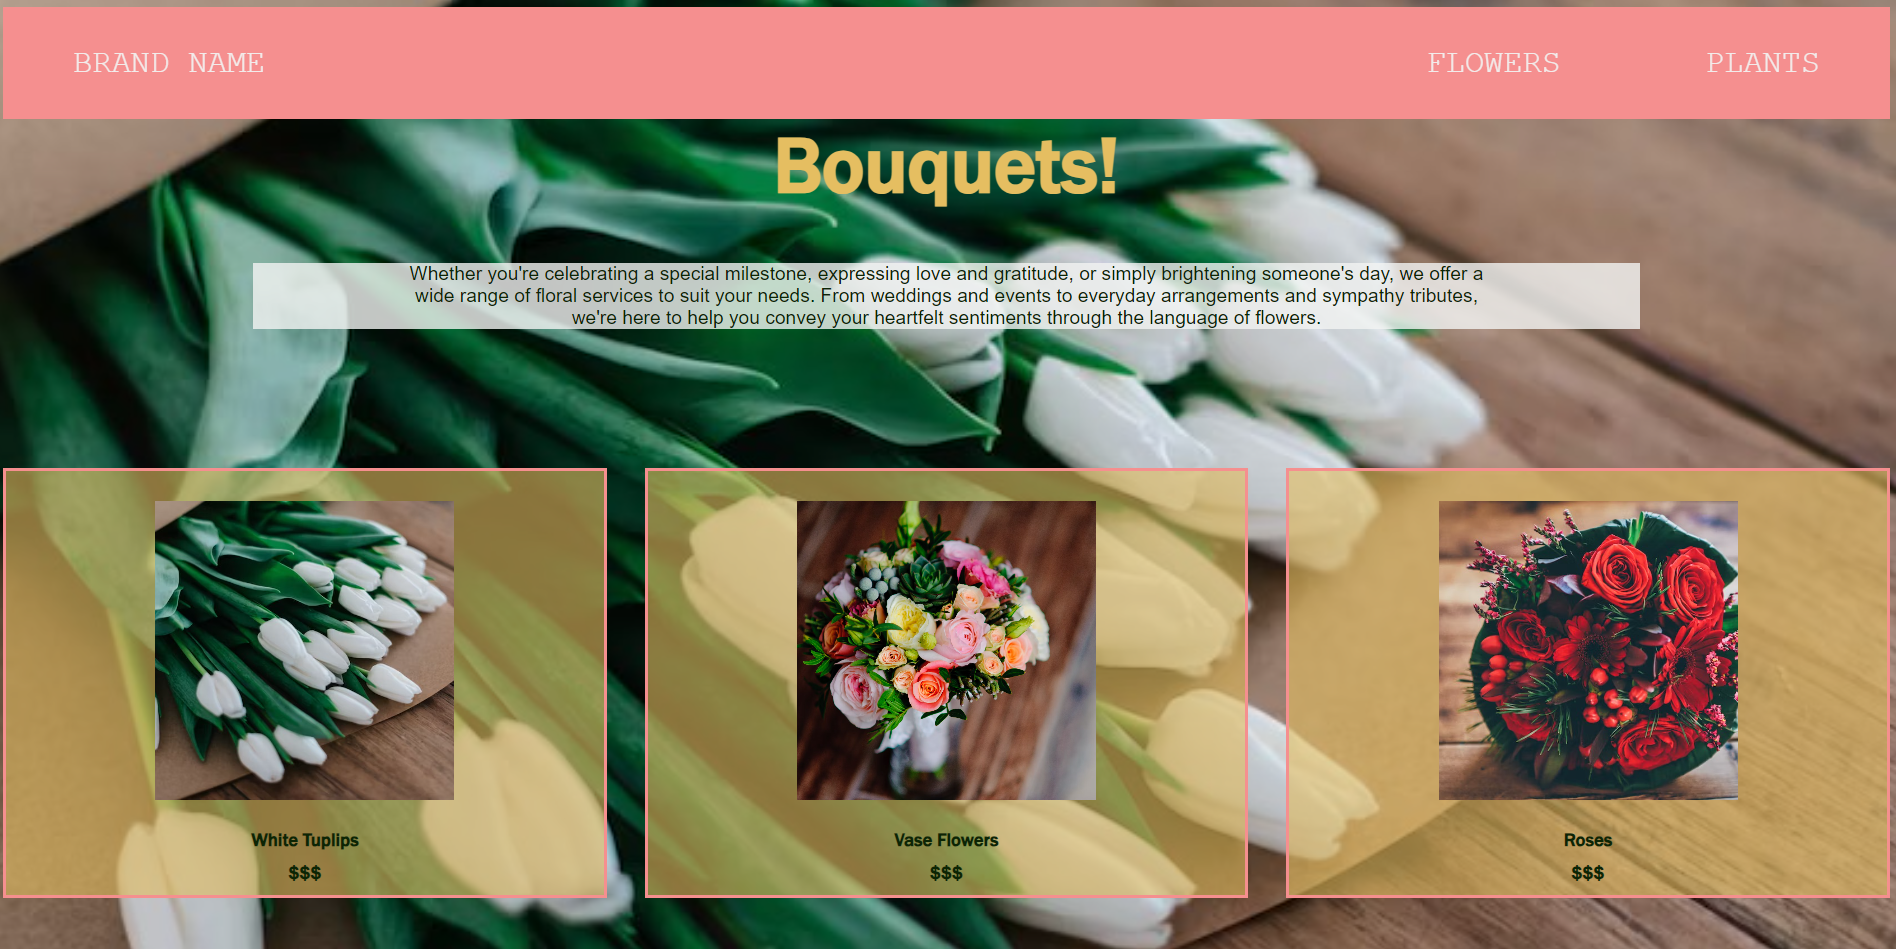 BRAND NAME FLOWERS PLANTS
Bouquets!
Whether you're celebrating a special milestone, expressing love and gratitude, or simply brightening someone's day, we offer a
wide range of floral services to suit your needs. From weddings and events to everyday arrangements and sympathy tributes,
we're here to help you convey your heartfelt sentiments through the language of flowers.
White Tuplips
$$$
Vase Flowers
$$$
Roses
$$$